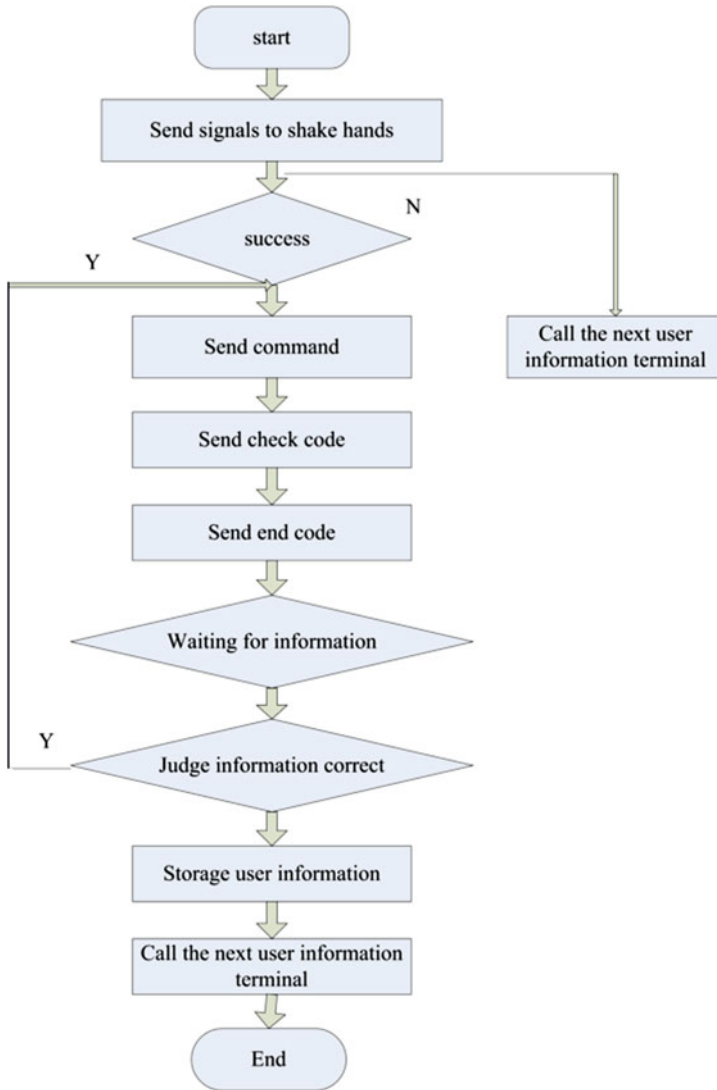 start
Send signals to shake hands
N
success
Y
Send command
Call the next user
information terminal
Send check code
Send end code
Waiting for information
Y
Judge information correct
Storage user information
Call the next user information
terminal
End